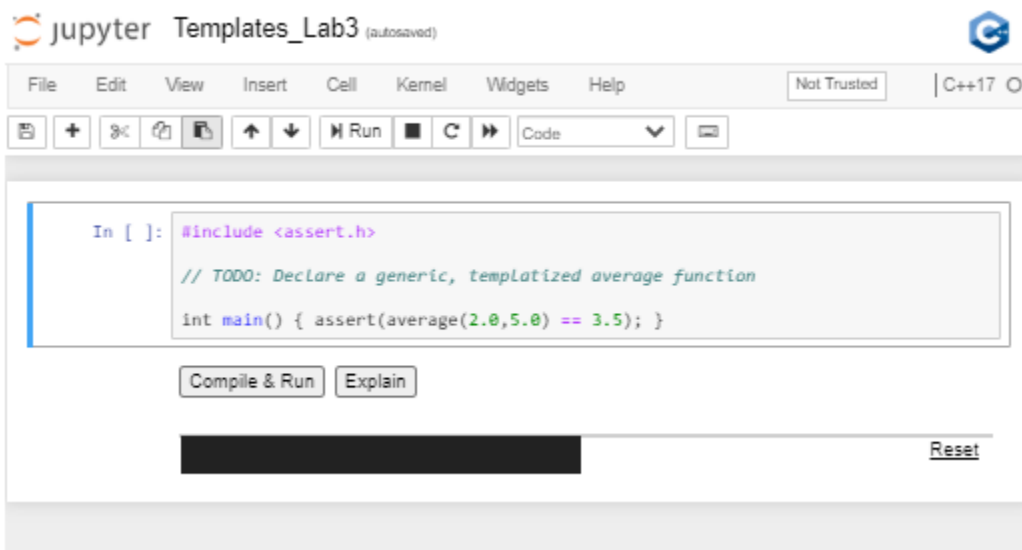 jupyter Templates_Lab3 (autosaved)
File Edit View Insert Cell Kernel Widgets Help Not Trusted C++17
Run Code
In [ ]: #include <assert.h>
// TODO: Declare a generic, templatized average function
int main() { assert(average(2.0,5.0) == 3.5); }
Compile & Run Explain
Reset